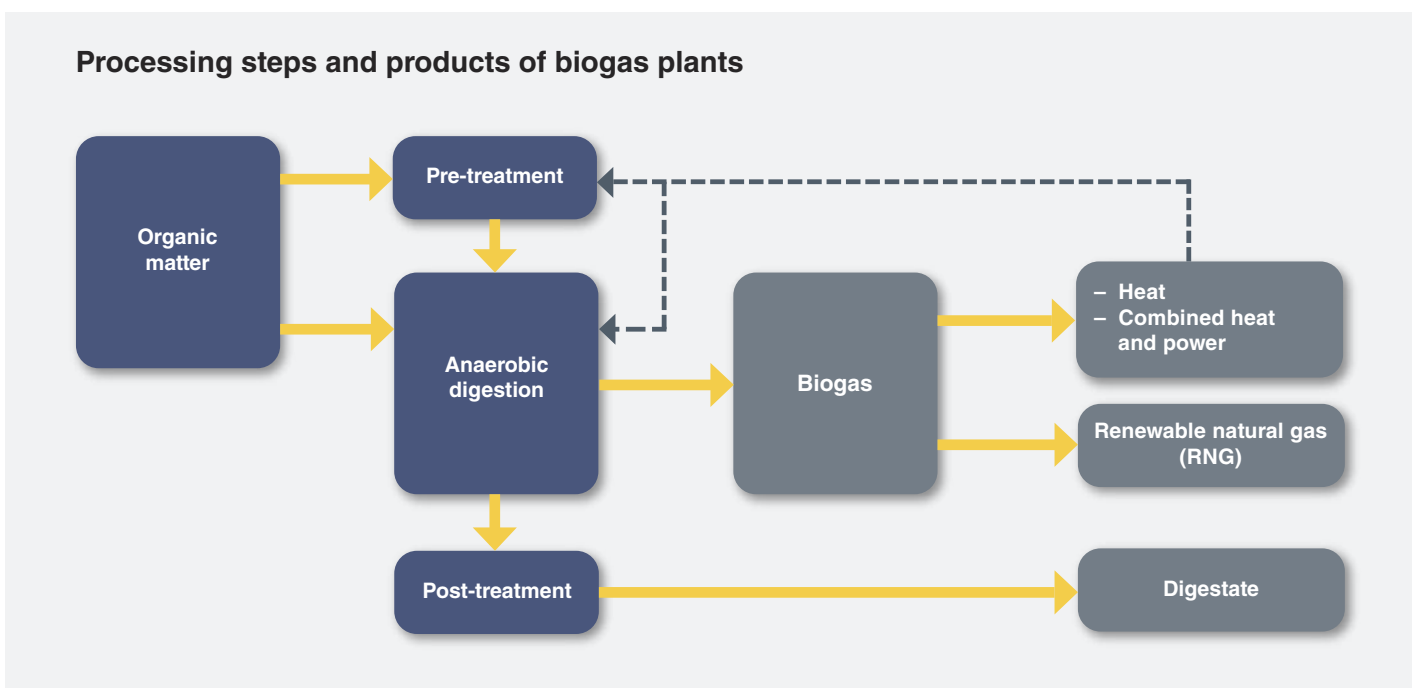 Processing steps and products of biogas plants
Organic
matter
Pre-treatment
Anaerobic
digestion
Post-treatment
Biogas
– Heat
– Combined heat
and power
Renewable natural gas
(RNG)
Digestate